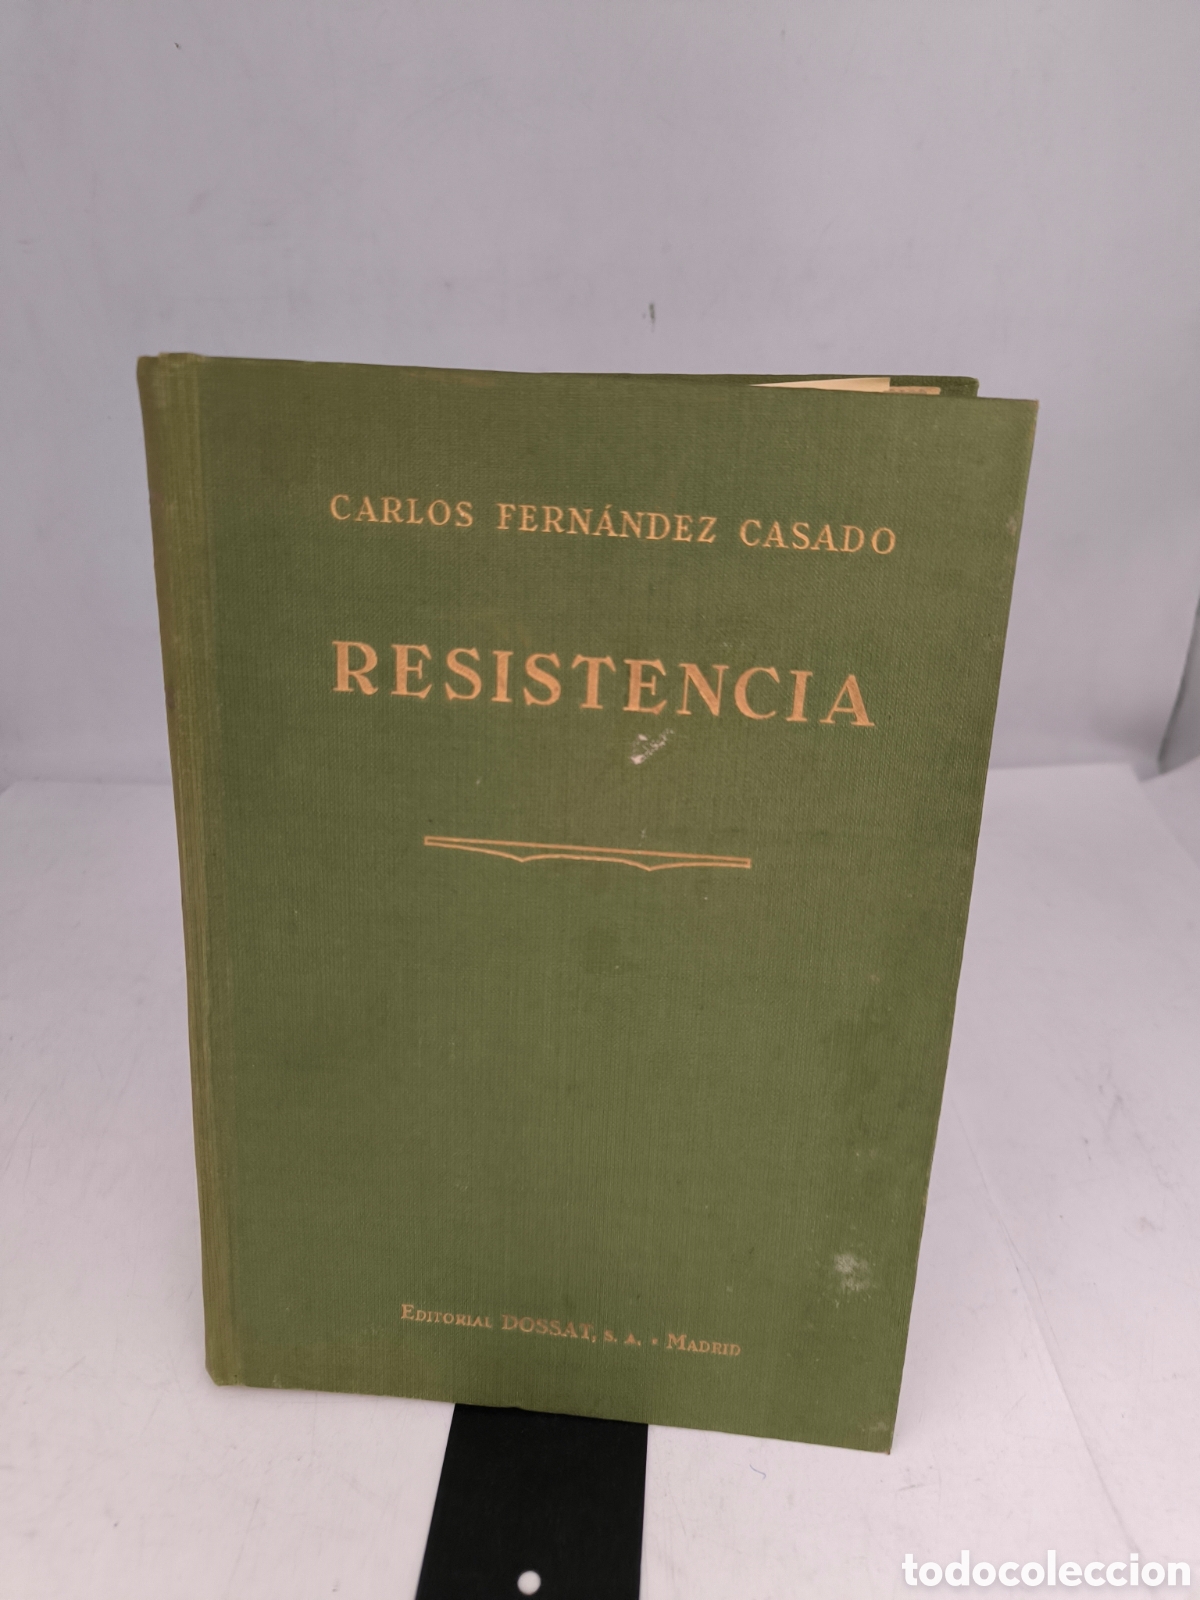 CARLOS FERNÁNDEZ CASADO
RESISTENCIA
EDITORIAL DOSSAT, S. A. • MADRID
todocoleccion